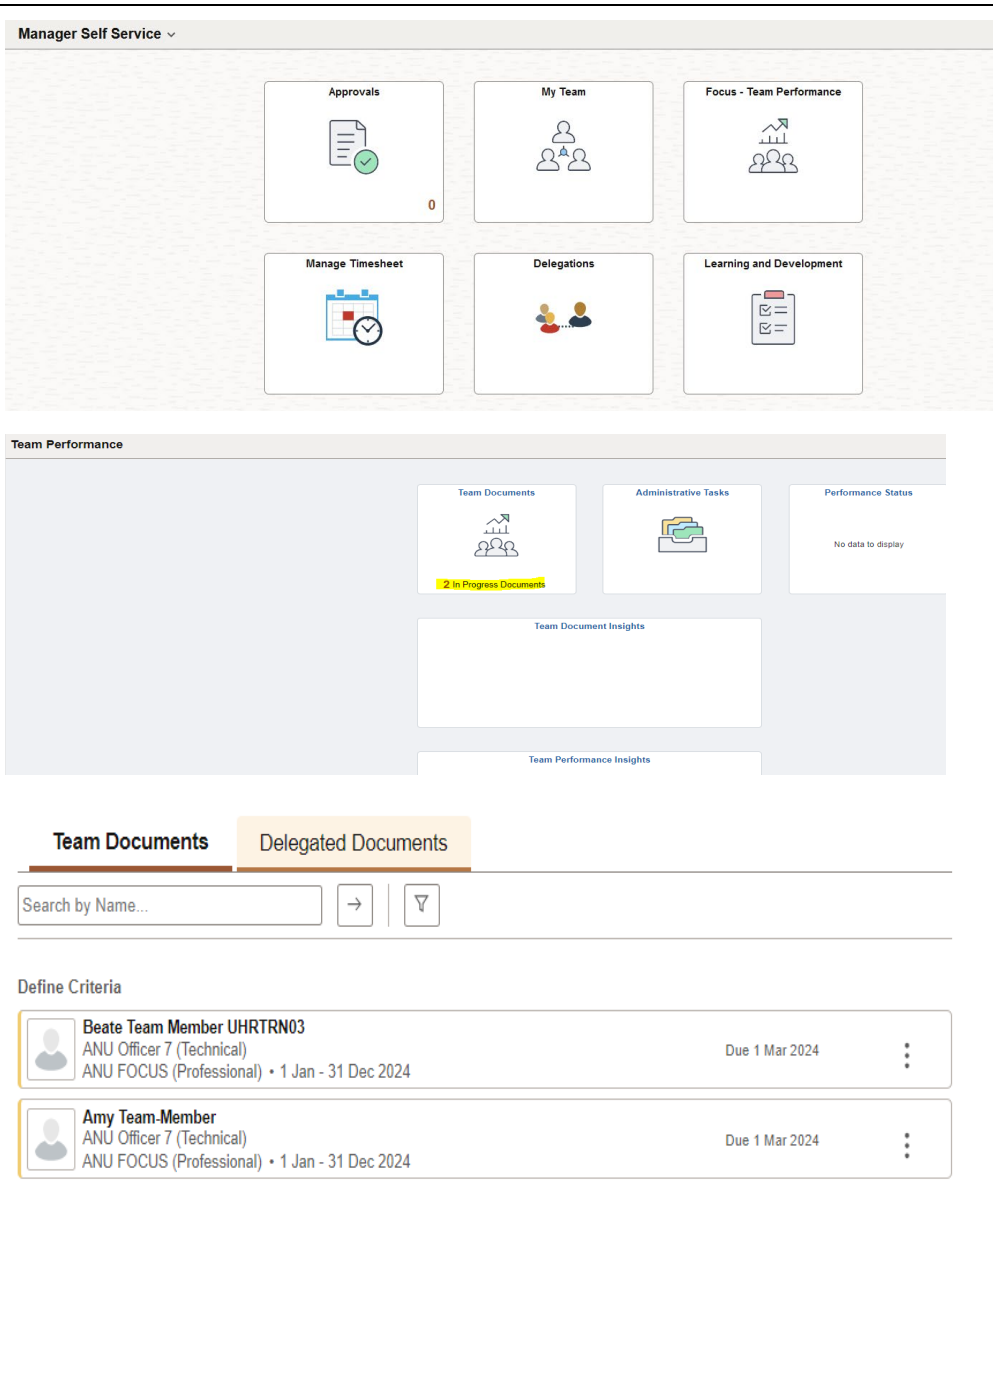 Manager Self Service
Approvals
My Team
Focus - Team Performance
0
Manage Timesheet
Delegations
Learning and Development
Team Performance
Team Documents
Administrative Tasks
Performance Status
No data to display
2 In Progress Documents
Team Document Insights
Team Performance Insights
Team Documents
Delegated Documents
Search by Name...
Define Criteria
Beate Team Member UHRTRN03
ANU Officer 7 (Technical)
Due 1 Mar 2024
ANU FOCUS (Professional) • 1 Jan - 31 Dec 2024
Amy Team-Member
ANU Officer 7 (Technical)
Due 1 Mar 2024
ANU FOCUS (Professional) • 1 Jan - 31 Dec 2024